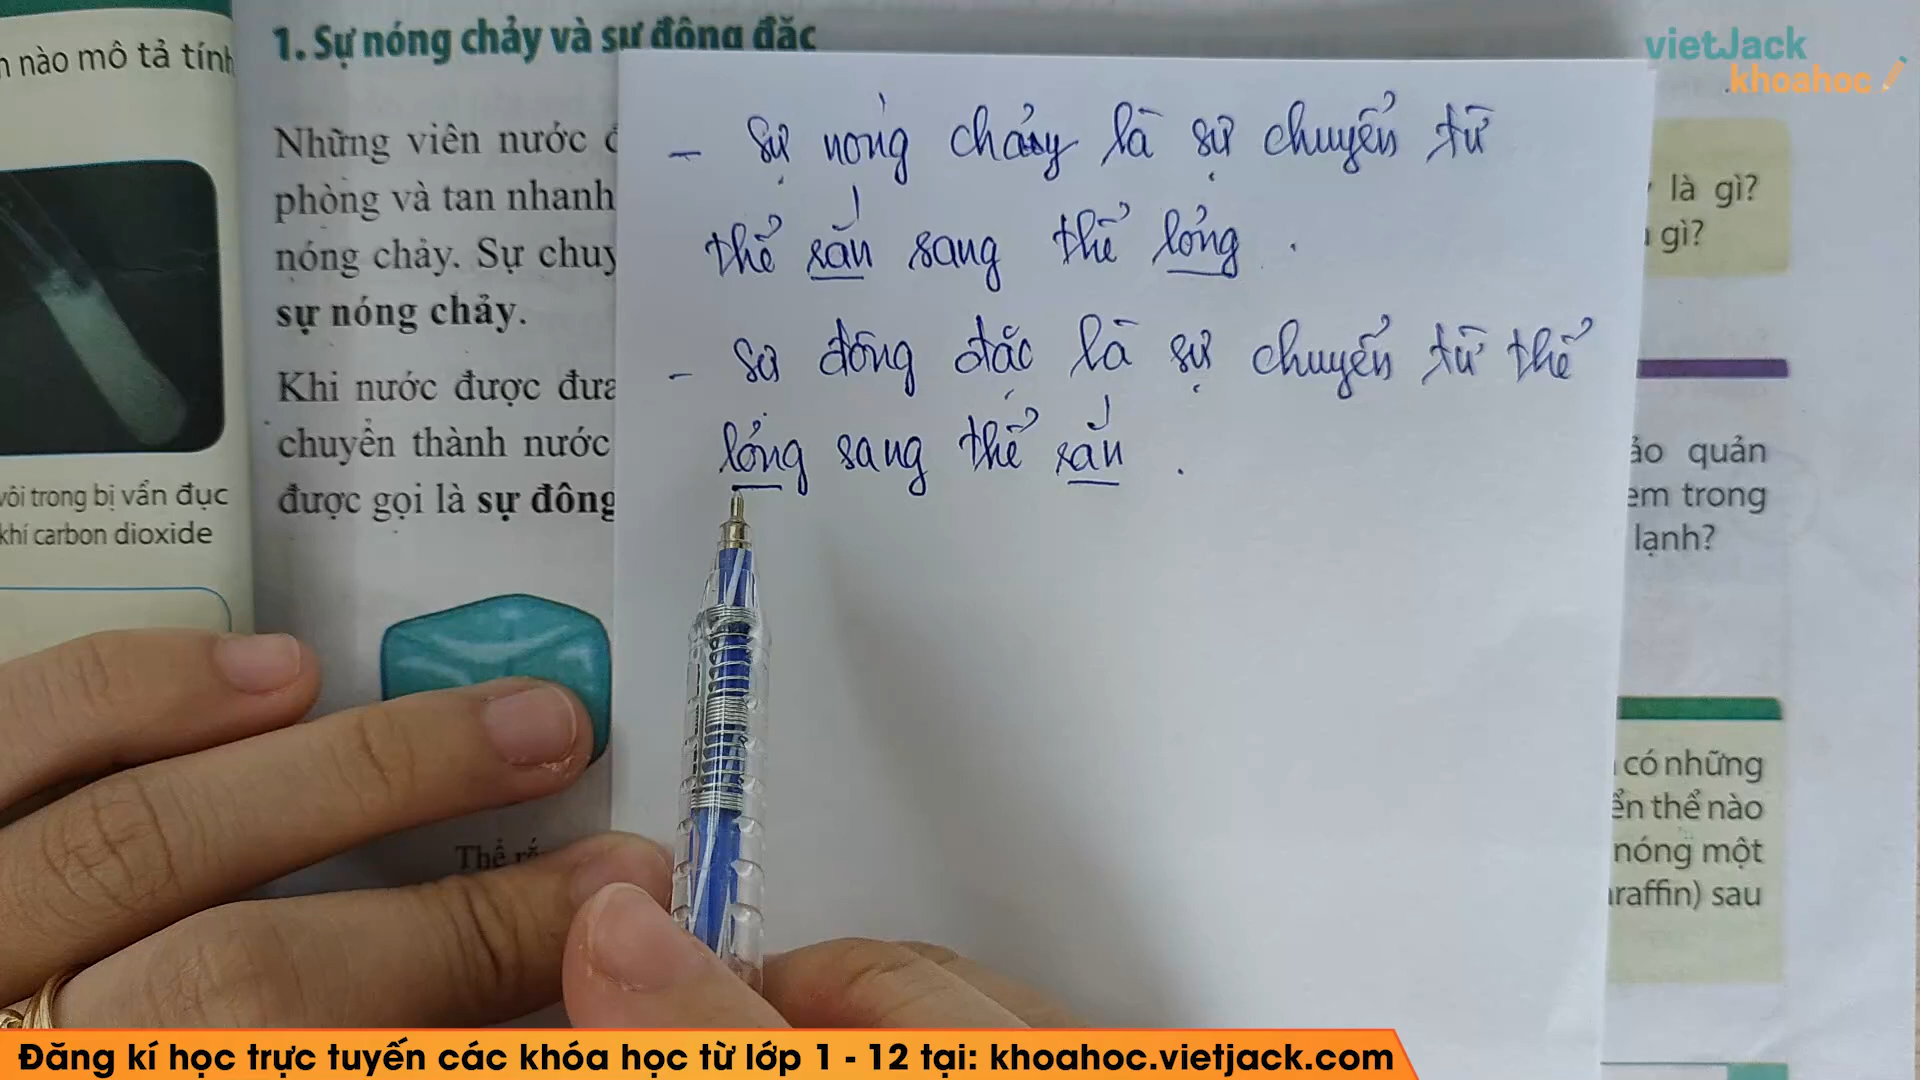 n nào mô tả tính
vôi trong bị vẩn đục
khí carbon dioxide
1. Sự nóng chảy và sự đông đặc
Những viên nước đ
phòng và tan nhanh
nóng chảy. Sự chuy
sự nóng chảy.
Khi nước được đưa
chuyển thành nước
được gọi là sự đông
Thể rắ
- Sự nóng chảy là sự chuyển từ
thể rắn sang thể lỏng.
- Sự đông đặc là sự chuyển từ thể
lỏng sang thể rắn.
vietJack
khoahoc
là gì?
gì?
ảo quản
em trong
lạnh?
có những
ển thể nào
nóng một
araffin) sau
Đăng kí học trực tuyến các khóa học từ lớp 1 - 12 tại: khoahoc.vietjack.com